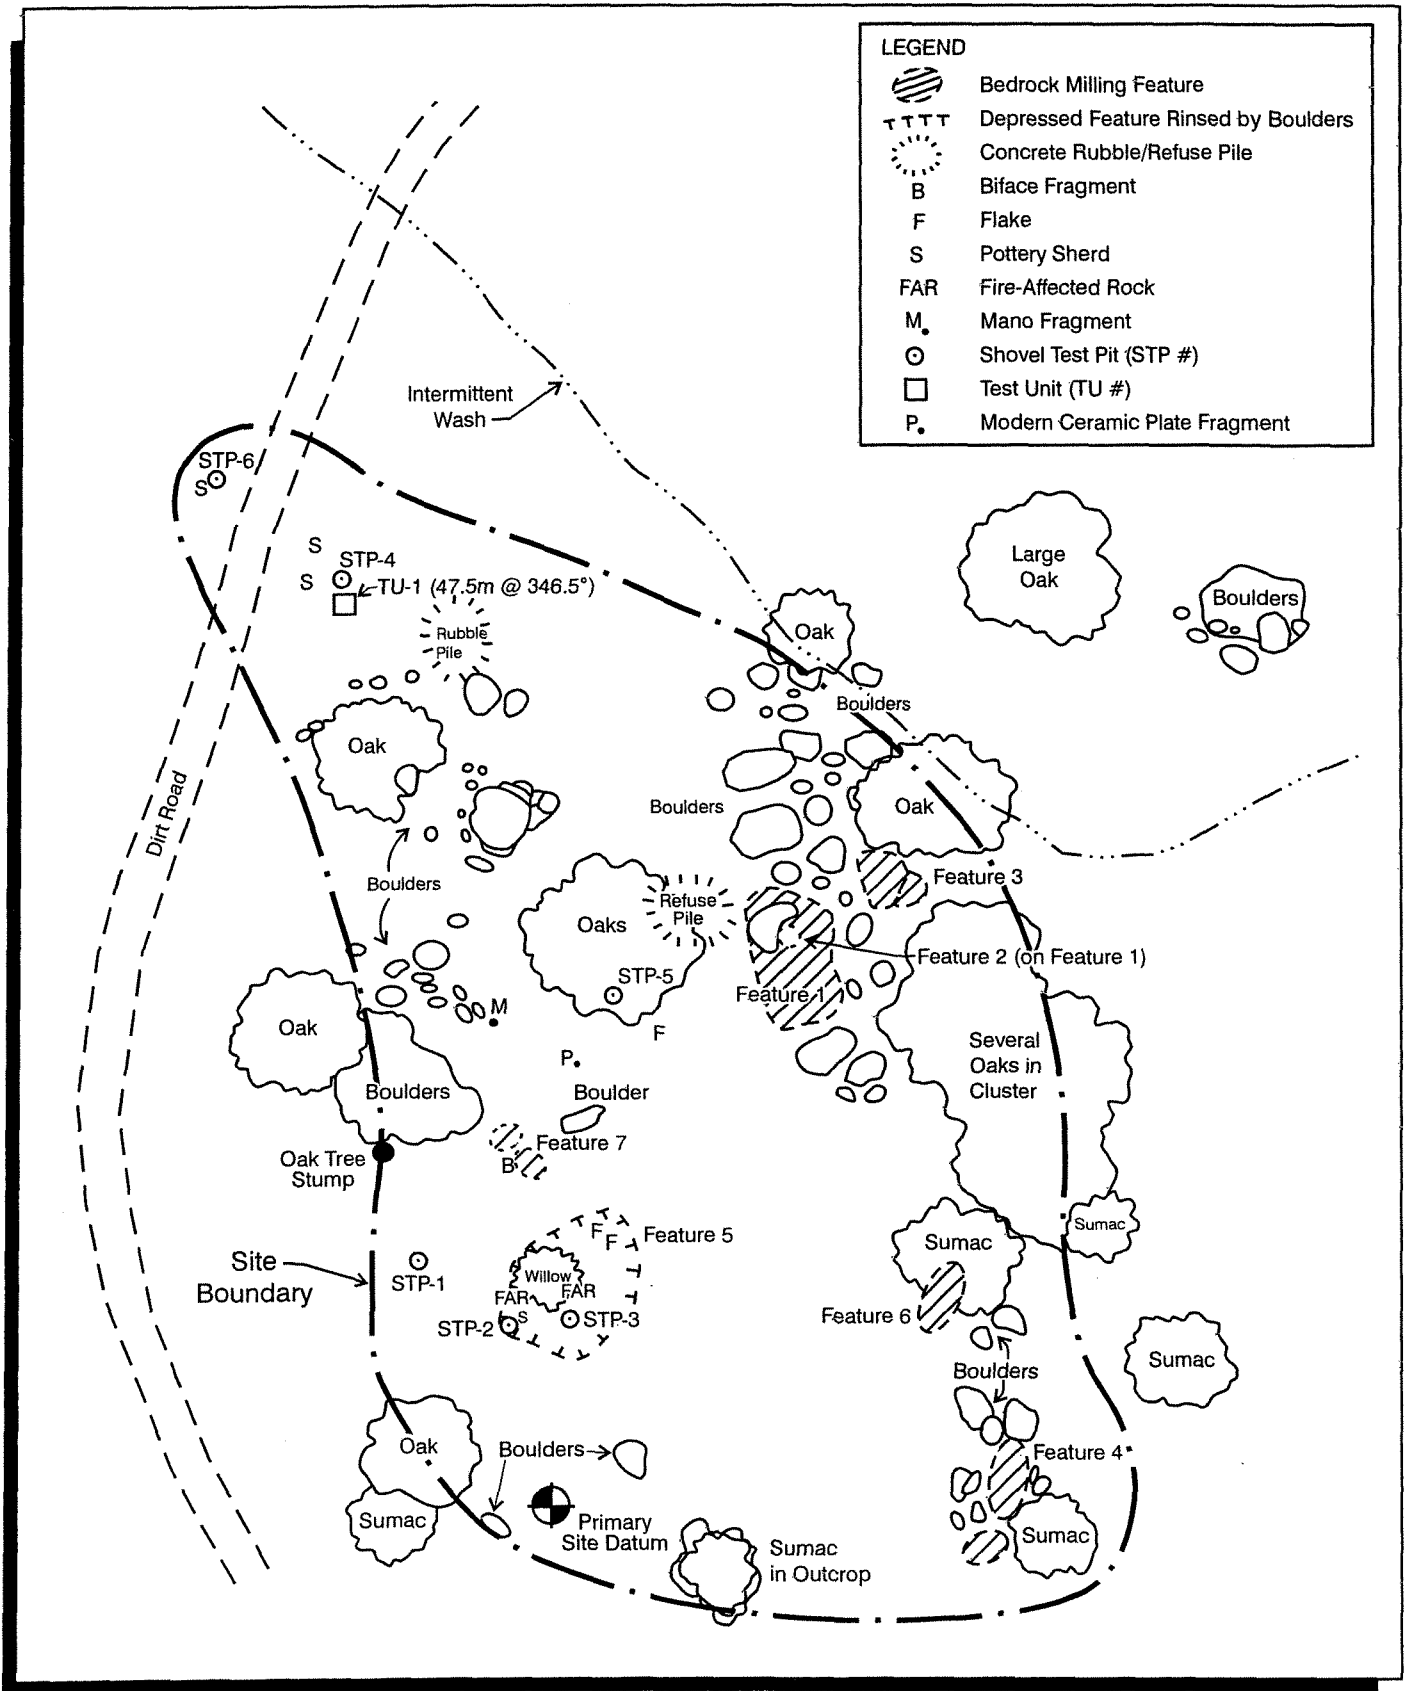 LEGEND
Bedrock Milling Feature
Depressed Feature Rinsed by Boulders
Concrete Rubble/Refuse Pile
B Biface Fragment
F Flake
S Pottery Sherd
FAR Fire-Affected Rock
M. Mano Fragment
Shovel Test Pit (STP #)
Test Unit (TU #)
P. Modern Ceramic Plate Fragment
Intermittent
Wash
STP-6
S
S
STP-4
S
TU-1 (47.5m @ 346.5°)
Rubble
Pile
Large
Oak
Boulders
Oak
Boulders
Oak
Dirt Road
Boulders
Oak
Boulders
Feature 3
Oaks
Refuse
Pile
Feature 2 (on Feature 1)
STP-5
Feature 1
M
F
Oak
Several
Oaks in
Cluster
P.
Boulders
Boulder
Feature 7
B
Oak Tree
Stump
Sumac
Sumac
F
F
Feature 5
Site
Boundary
STP-1
Willow
FAR
FAR
S
STP-2
STP-3
Feature 6
Sumac
Boulders
Oak
Boulders
Feature 4
Sumac
Primary
Site Datum
Sumac
Sumac
in Outcrop